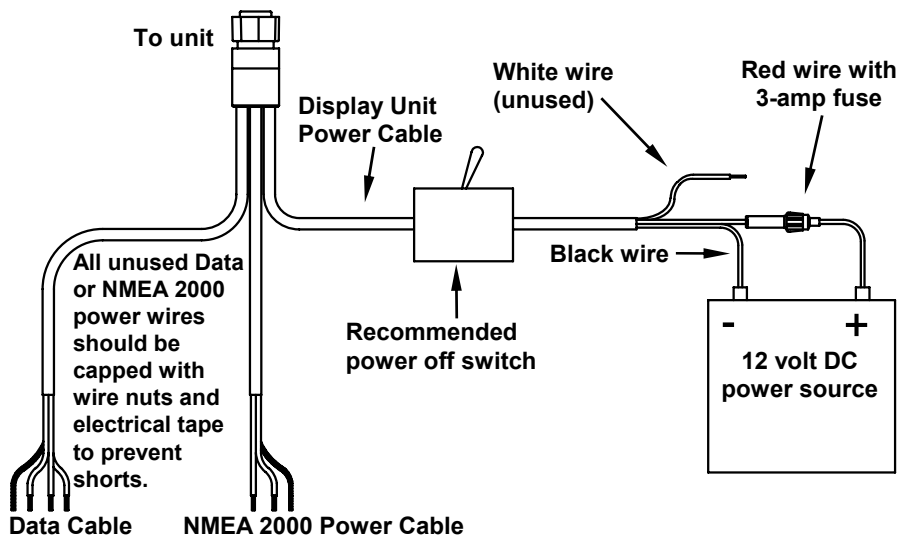 To unit
Display Unit
Power Cable
White wire
(unused)
Red wire with
3-amp fuse
All unused Data
or NMEA 2000
power wires
should be
capped with
wire nuts and
electrical tape
to prevent
shorts.
Black wire
Recommended
power off switch
- +
12 volt DC
power source
Data Cable
NMEA 2000 Power Cable